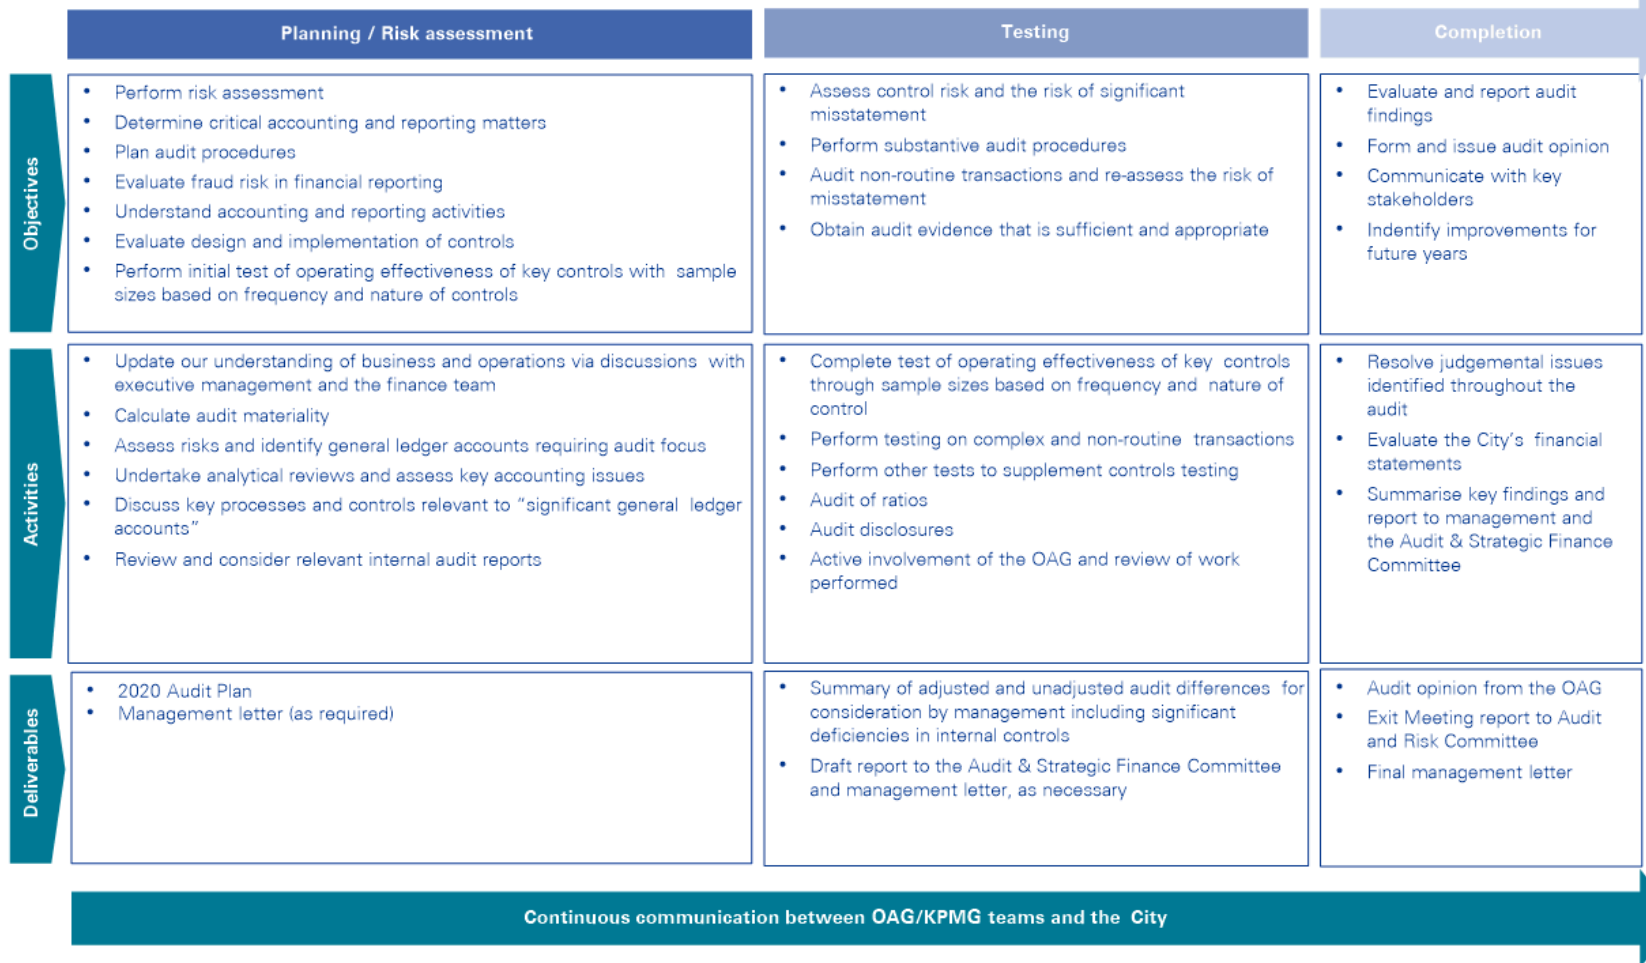 Planning / Risk assessment
Testing
Completion
Objectives
• Perform risk assessment
• Determine critical accounting and reporting matters
• Plan audit procedures
• Evaluate fraud risk in financial reporting
• Understand accounting and reporting activities
• Evaluate design and implementation of controls
• Perform initial test of operating effectiveness of key controls with sample
sizes based on frequency and nature of controls
• Assess control risk and the risk of significant
misstatement
• Perform substantive audit procedures
• Audit non-routine transactions and re-assess the risk of
misstatement
• Obtain audit evidence that is sufficient and appropriate
• Evaluate and report audit
findings
• Form and issue audit opinion
• Communicate with key
stakeholders
• Indentify improvements for
future years
Activities
• Update our understanding of business and operations via discussions with
executive management and the finance team
• Calculate audit materiality
• Assess risks and identify general ledger accounts requiring audit focus
• Undertake analytical reviews and assess key accounting issues
• Discuss key processes and controls relevant to “significant general ledger
accounts”
• Review and consider relevant internal audit reports
• Complete test of operating effectiveness of key controls
through sample sizes based on frequency and nature of
control
• Perform testing on complex and non-routine transactions
• Perform other tests to supplement controls testing
• Audit of ratios
• Audit disclosures
• Active involvement of the OAG and review of work
performed
• Resolve judgemental issues
identified throughout the
audit
• Evaluate the City’s financial
statements
• Summarise key findings and
report to management and
the Audit & Strategic Finance
Committee
Deliverables
• 2020 Audit Plan
• Management letter (as required)
• Summary of adjusted and unadjusted audit differences for
consideration by management including significant
deficiencies in internal controls
• Draft report to the Audit & Strategic Finance Committee
and management letter, as necessary
• Audit opinion from the OAG
• Exit Meeting report to Audit
and Risk Committee
• Final management letter
Continuous communication between OAG/KPMG teams and the City